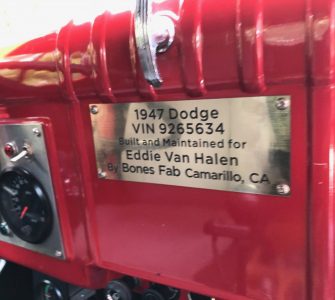 1947 Dodge
VIN 9265634
Built and Maintained for
Eddie Van Halen
By Bones Fab Camarillo, CA